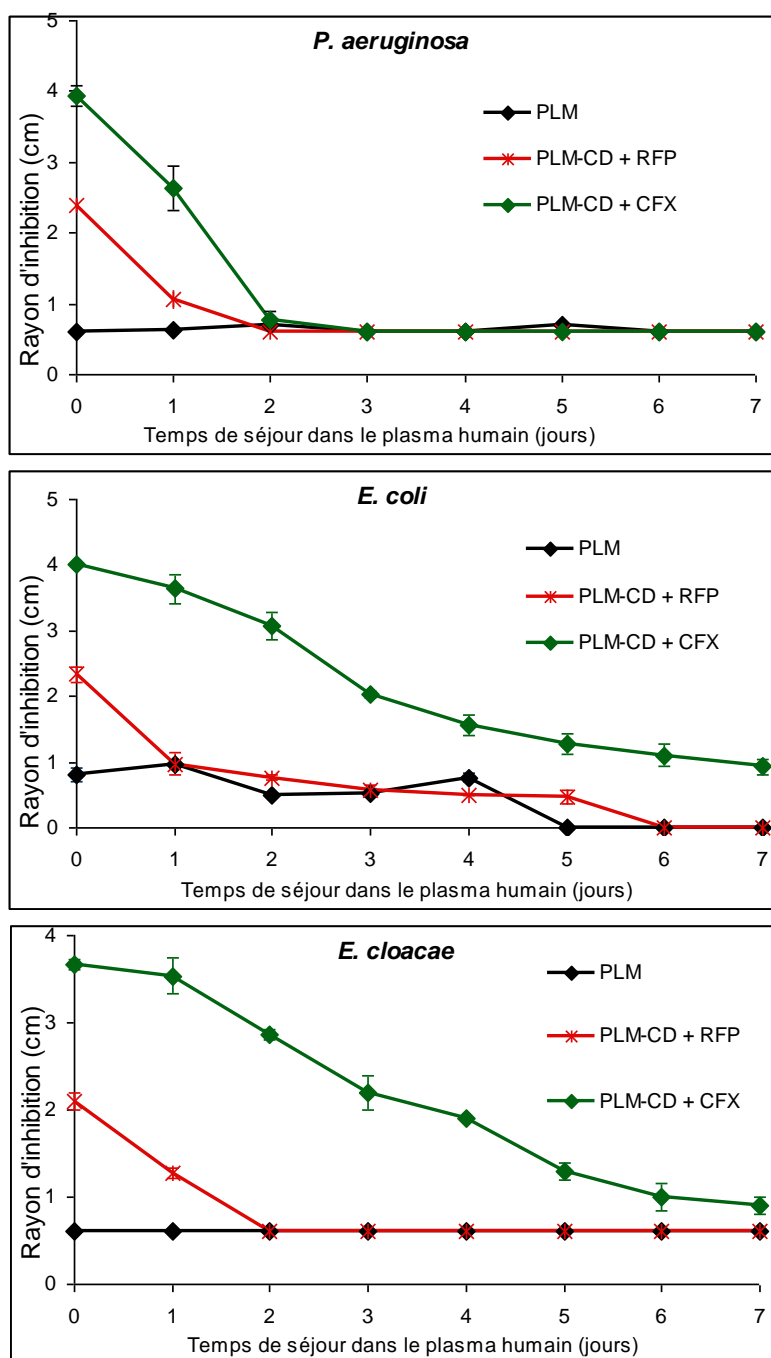 P. aeruginosa
5
4
3
2
1
0
Rayon d'inhibition (cm)
PLM
PLM-CD + RFP
PLM-CD + CFX
0 1 2 3 4 5 6 7
Temps de séjour dans le plasma humain (jours)
E. coli
5
4
3
2
1
0
Rayon d'inhibition (cm)
PLM
PLM-CD + RFP
PLM-CD + CFX
0 1 2 3 4 5 6 7
Temps de séjour dans le plasma humain (jours)
E. cloacae
4
3
2
1
0
Rayon d'inhibition (cm)
PLM
PLM-CD + RFP
PLM-CD + CFX
0 1 2 3 4 5 6 7
Temps de séjour dans le plasma humain (jours)